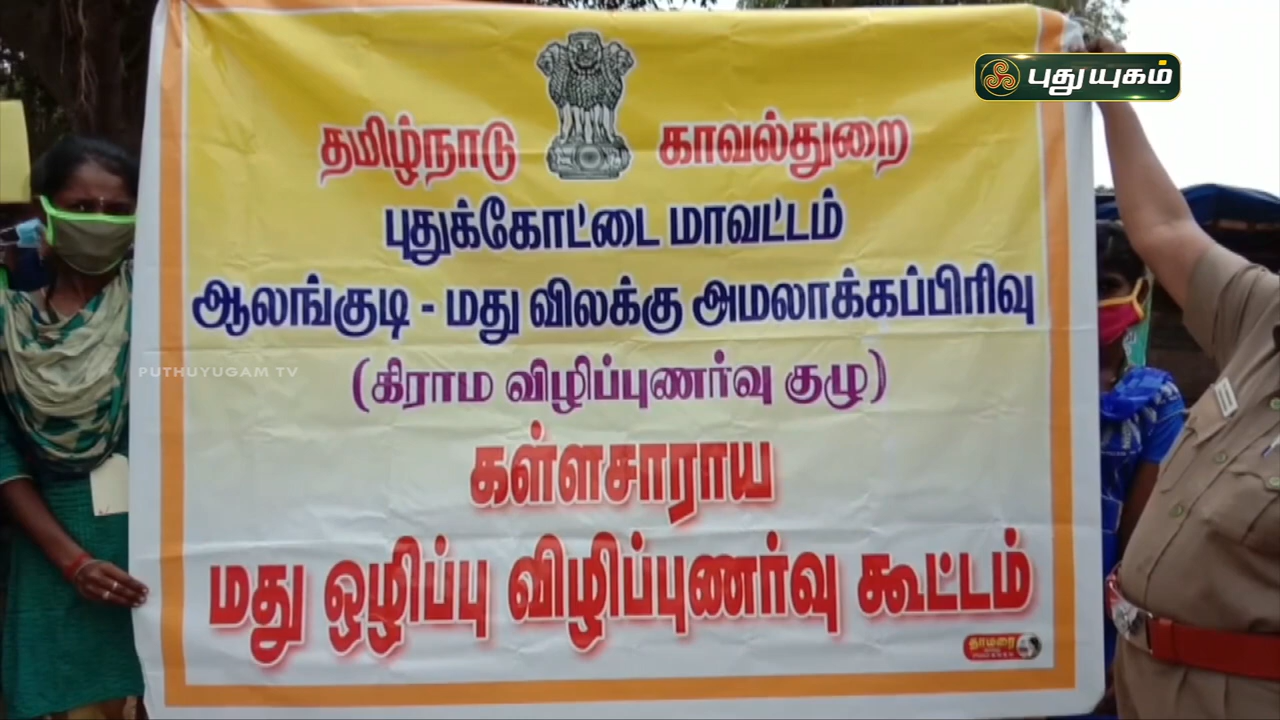 புதுயுகம்
தமிழ்நாடு காவல்துறை
புதுக்கோட்டை மாவட்டம்
ஆலங்குடி - மது விலக்கு அமலாக்கப்பிரிவு
PUTHUYUGAM TV
(கிராம விழிப்புணர்வு குழு)
கள்ளசாராய
மது ஒழிப்பு விழிப்புணர்வு கூட்டம்
தாமரை